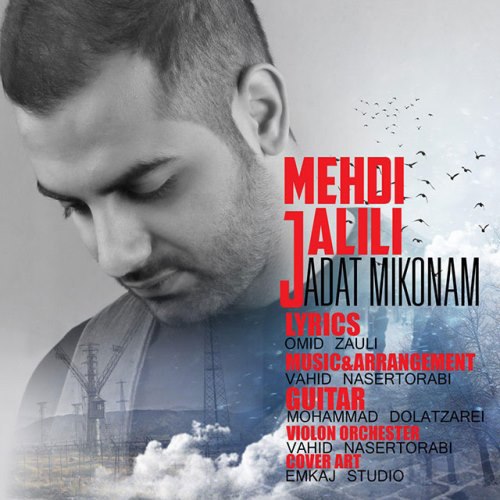 MEHDI
JALILI
JADAT MIKONAM
LYRICS
OMID ZAULI
MUSIC&ARRANGEMENT
VAHID NASERTORABI
GUITAR
MOHAMMAD DOLATZAREI
VIOLON ORCHESTER
VAHID NASERTORABI
COVER ART
EMKAJ STUDIO